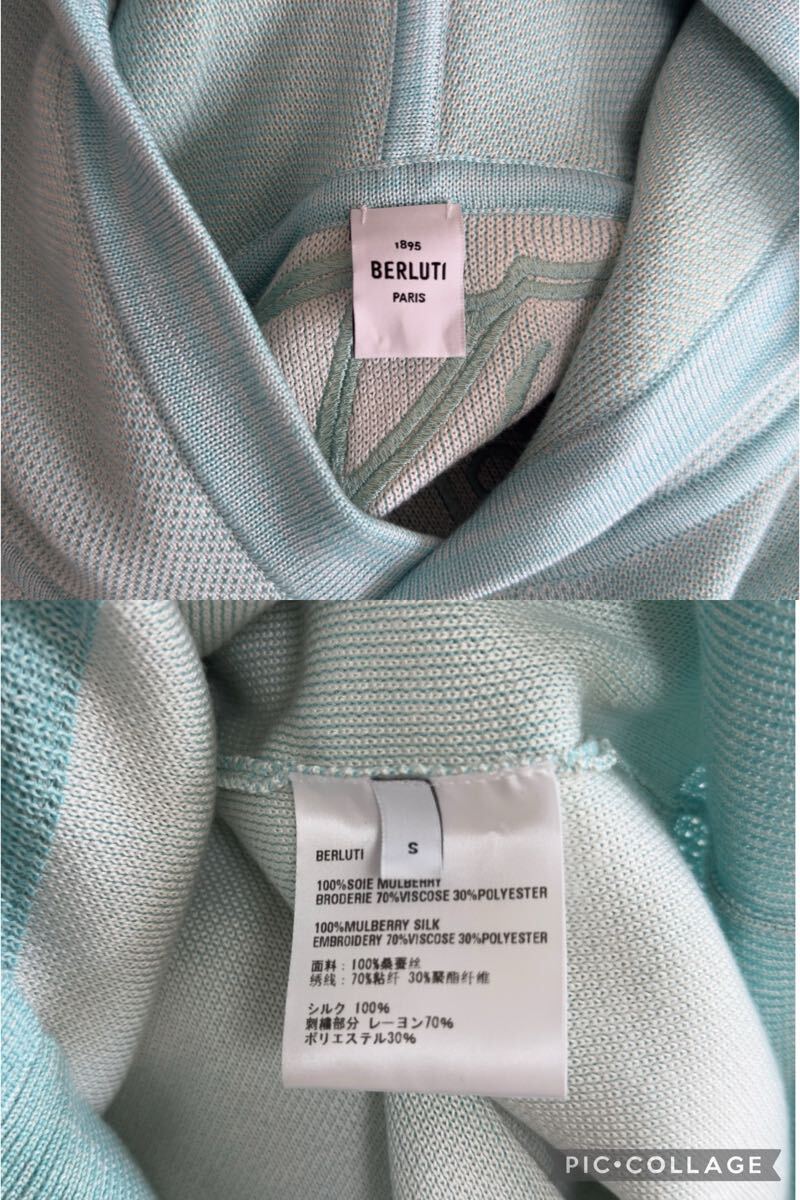 1895
BERLUTI
PARIS
BERLUTI
S
100%SOIE MULBERRY
BRODERIE 70%VISCOSE 30%POLYESTER
100%MULBERRY SILK
EMBROIDERY 70%VISCOSE 30%POLYESTER
面料：100%桑蚕丝
绣线：70%粘纤 30%聚酯纤维
シルク 100%
刺繍部分 レーヨン70%
ポリエステル30%
PIC•COLLAGE